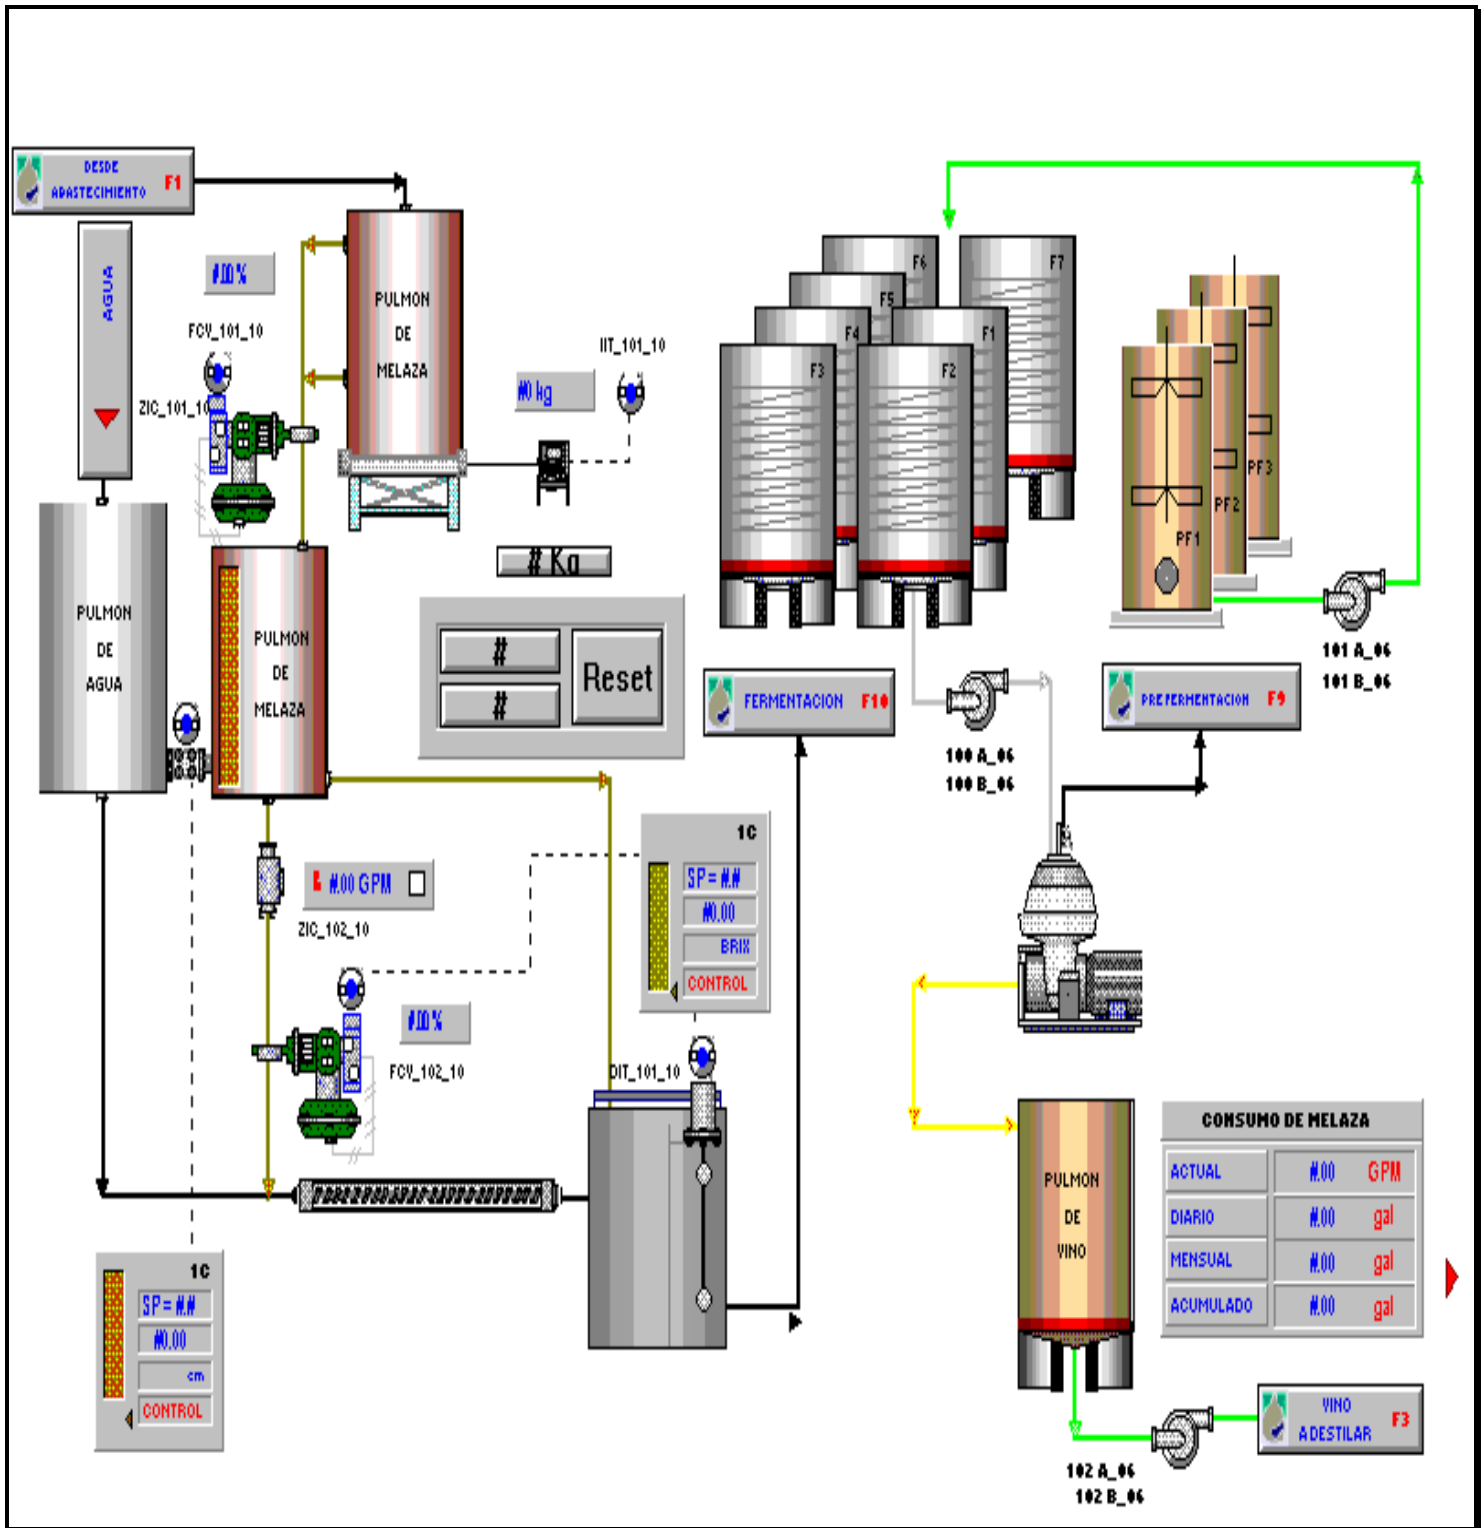 DESDE
ABASTECIMIENTO F1
AGUA
#.00 %
FCV_101_10
ZIC_101_10
PULMON
DE
MELAZA
#0 kg
IIT_101_10
F6
F7
F5
F4
F1
F3
F2
PF3
PF2
PF1
101 A_06
101 B_06
PULMON
DE
AGUA
PULMON
DE
MELAZA
# Kg
#
#
Reset
FERMENTACION F10
100 A_06
100 B_06
PREFERMENTACION F9
#.00 GPM
ZIC_102_10
1C
SP = #.#
#0.00
BRIX
CONTROL
#.00 %
FCV_102_10
DIT_101_10
1C
SP = #.#
#0.00
cm
CONTROL
PULMON
DE
VINO
CONSUMO DE MELAZA
ACTUAL #.00 GPM
DIARIO #.00 gal
MENSUAL #.00 gal
ACUMULADO #.00 gal
VINO
A DESTILAR F3
102 A_06
102 B_06